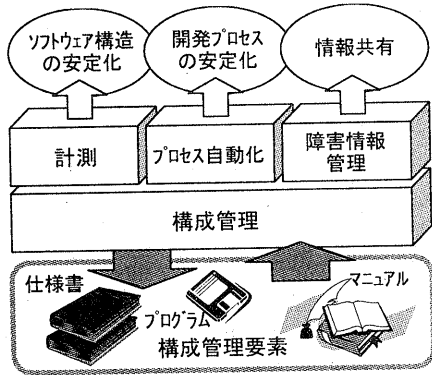 ソフトウェア構造
の安定化
開発プロセス
の安定化
情報共有
計測
プロセス自動化
障害情報
管理
構成管理
仕様書
プログラム
マニュアル
構成管理要素